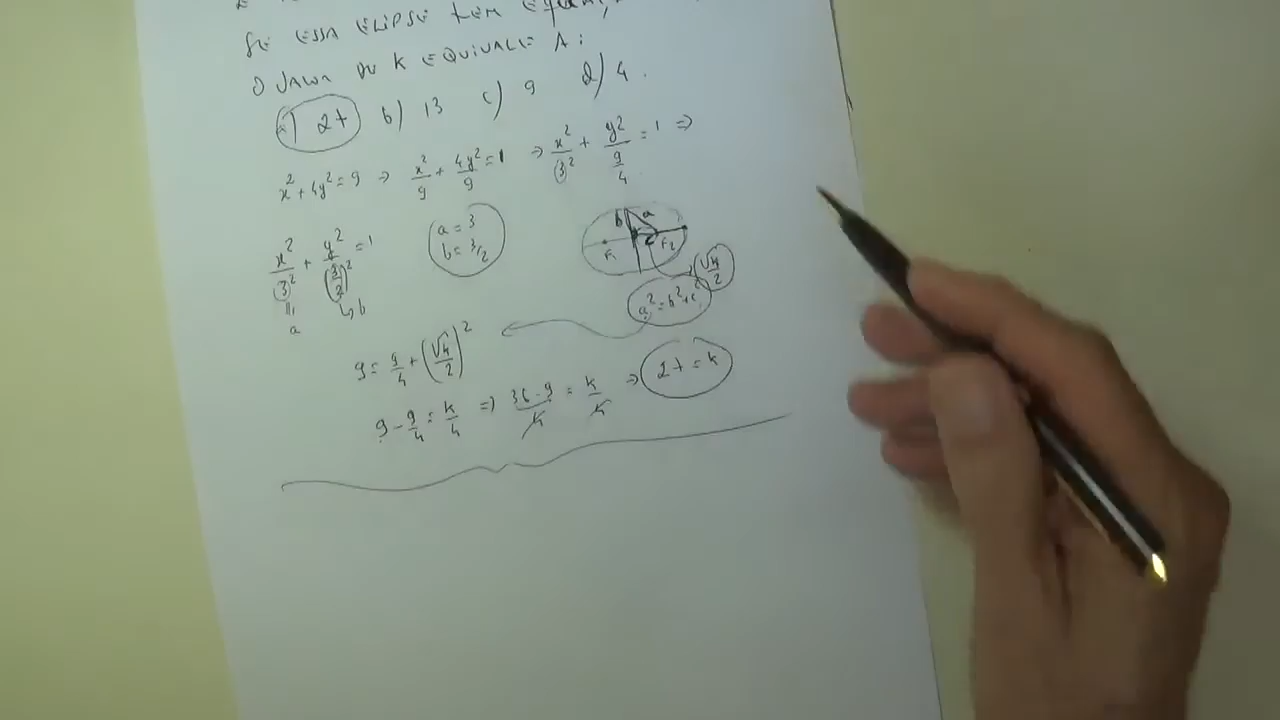 SE ESSA ELIPSE TEM
O VALOR DE K EQUIVALE A:
a) 27 b) 13 c) 9 d) 4.
x²+4y²=9 ⇒ x²/9 + 4y²/9 = 1 ⇒ x²/3² + y²/(9/4) = 1 ⇒
x²/3² + y²/(3/2)² = 1
a = 3
b = 3/2
b a
F₁ c F₂
√k/2
a b
a²=b²+c²
9 = 9/4 + (√k/2)²
9 - 9/4 = k/4 ⇒ 36-9/4 = k/4 ⇒ 27 = k